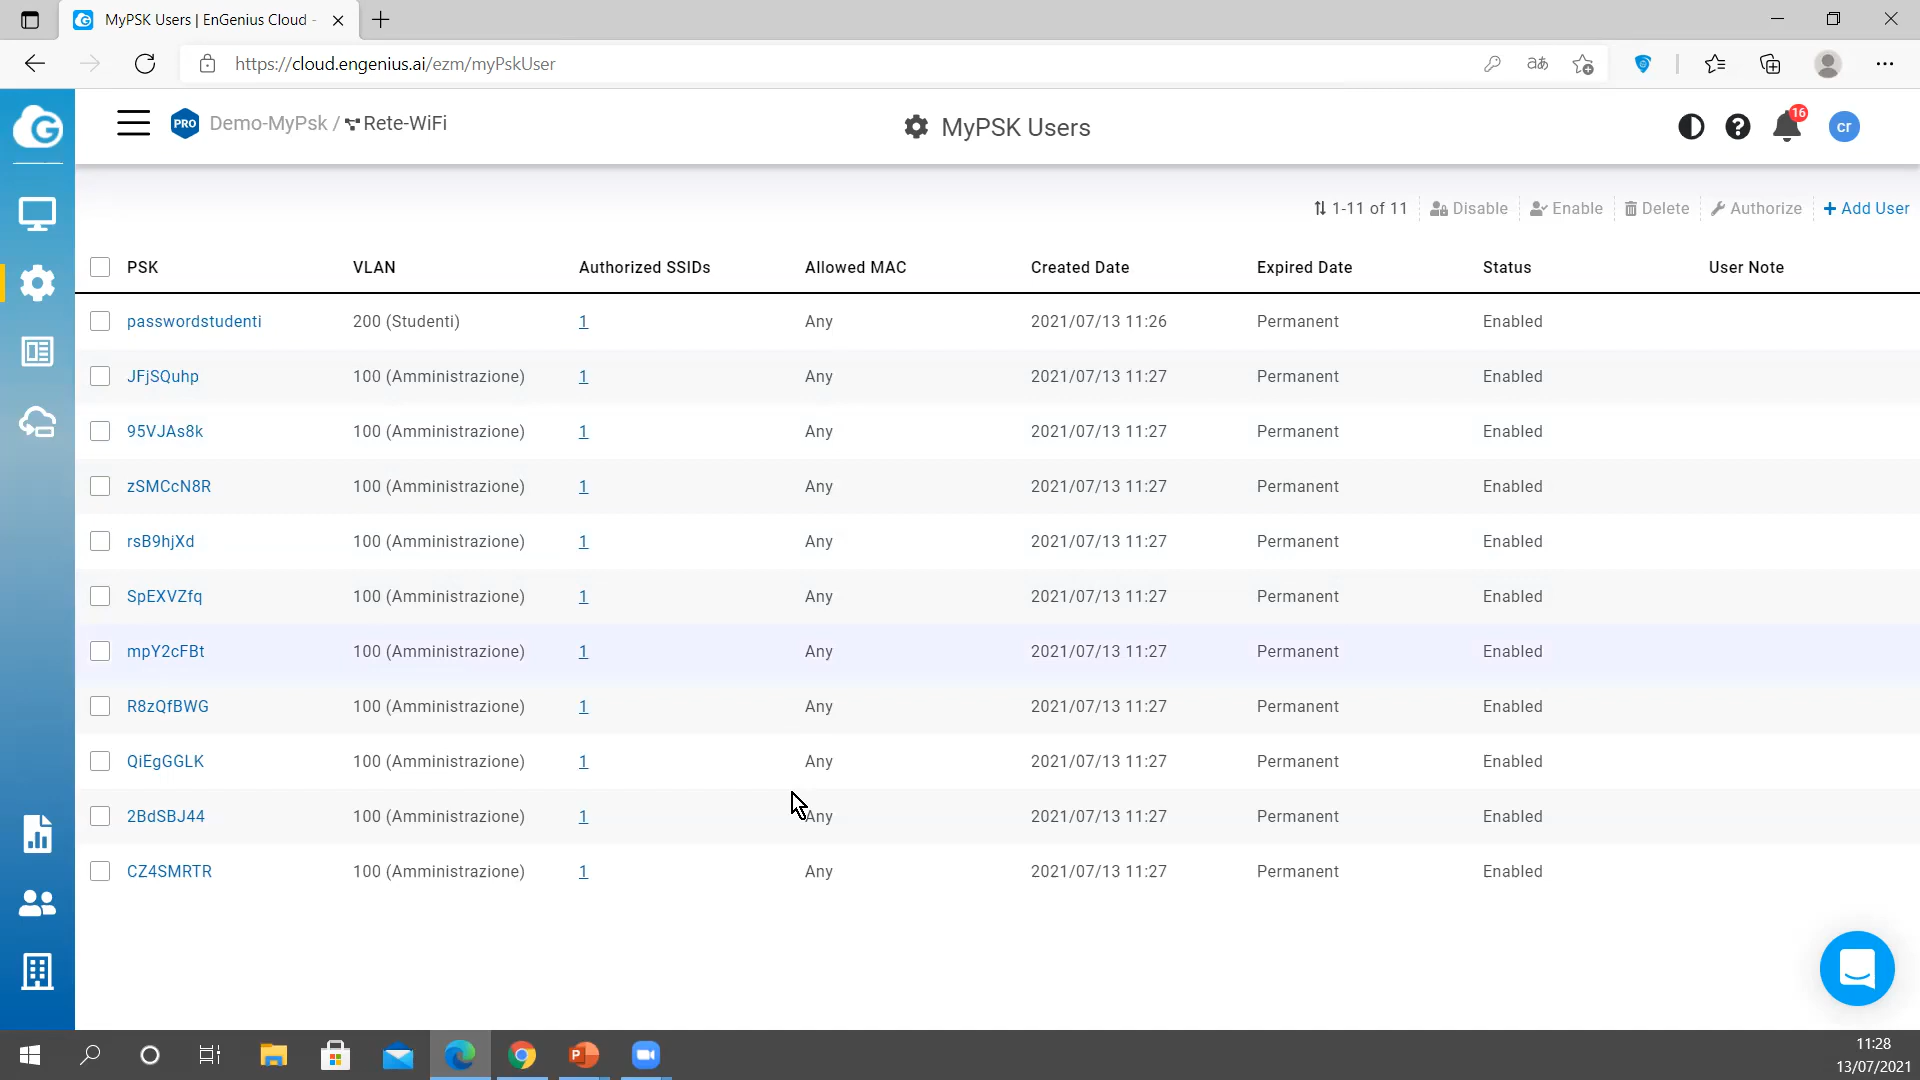 MyPSK Users | EnGenius Cloud -
https://cloud.engenius.ai/ezm/myPskUser
aあ
G
PRO Demo-MyPsk / Rete-WiFi
MyPSK Users
16
cr
1-11 of 11 Disable Enable Delete Authorize + Add User
PSK VLAN Authorized SSIDs Allowed MAC Created Date Expired Date Status User Note
passwordstudenti 200 (Studenti) 1 Any 2021/07/13 11:26 Permanent Enabled
JFjSQuhp 100 (Amministrazione) 1 Any 2021/07/13 11:27 Permanent Enabled
95VJAs8k 100 (Amministrazione) 1 Any 2021/07/13 11:27 Permanent Enabled
zSMCcN8R 100 (Amministrazione) 1 Any 2021/07/13 11:27 Permanent Enabled
rsB9hjXd 100 (Amministrazione) 1 Any 2021/07/13 11:27 Permanent Enabled
SpEXVZfq 100 (Amministrazione) 1 Any 2021/07/13 11:27 Permanent Enabled
mpY2cFBt 100 (Amministrazione) 1 Any 2021/07/13 11:27 Permanent Enabled
R8zQfBWG 100 (Amministrazione) 1 Any 2021/07/13 11:27 Permanent Enabled
QiEgGGLK 100 (Amministrazione) 1 Any 2021/07/13 11:27 Permanent Enabled
2BdSBJ44 100 (Amministrazione) 1 Any 2021/07/13 11:27 Permanent Enabled
CZ4SMRTR 100 (Amministrazione) 1 Any 2021/07/13 11:27 Permanent Enabled
11:28
13/07/2021